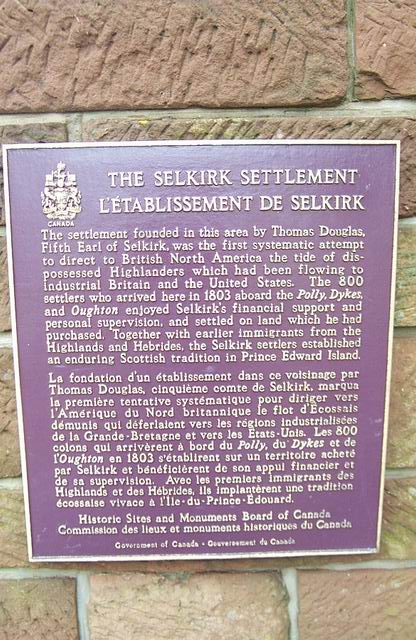 CANADA
THE SELKIRK SETTLEMENT
L'ÉTABLISSEMENT DE SELKIRK
The settlement founded in this area by Thomas Douglas,
Fifth Earl of Selkirk, was the first systematic attempt
to direct to British North America the tide of dis-
possessed Highlanders which had been flowing to
industrial Britain and the United States. The 800
settlers who arrived here in 1803 aboard the Polly, Dykes,
and Oughton enjoyed Selkirk's financial support and
personal supervision, and settled on land which he had
purchased. Together with earlier immigrants from the
Highlands and Hebrides, the Selkirk settlers established
an enduring Scottish tradition in Prince Edward Island.
La fondation d'un établissement dans ce voisinage par
Thomas Douglas, cinquième comte de Selkirk, marqua
la première tentative systématique pour diriger vers
l'Amérique du Nord britannique le flot d'Écossais
démunis qui déferlaient vers les régions industrialisées
de la Grande-Bretagne et vers les États-Unis. Les 800
colons qui arrivèrent à bord du Polly, du Dykes et de
l'Oughton en 1803 s'établirent sur un territoire acheté
par Selkirk et bénéficièrent de son appui financier et
de sa supervision. Avec les premiers immigrants des
Highlands et des Hébrides, ils implantèrent une tradition
écossaise vivace à l'Île-du-Prince-Édouard.
Historic Sites and Monuments Board of Canada
Commission des lieux et monuments historiques du Canada
Government of Canada • Gouvernement du Canada